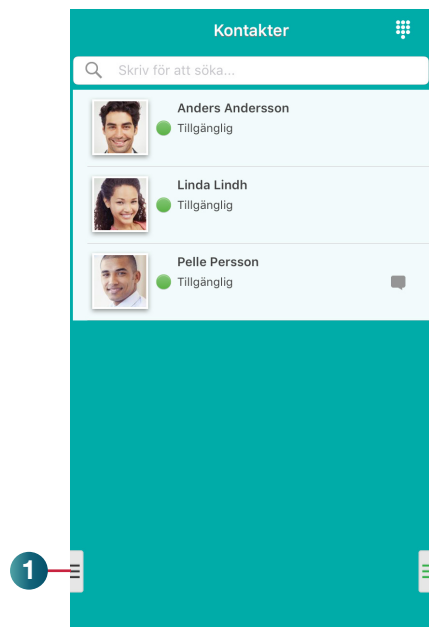 Kontakter
Skriv för att söka...
Anders Andersson
Tillgänglig
Linda Lindh
Tillgänglig
Pelle Persson
Tillgänglig
1